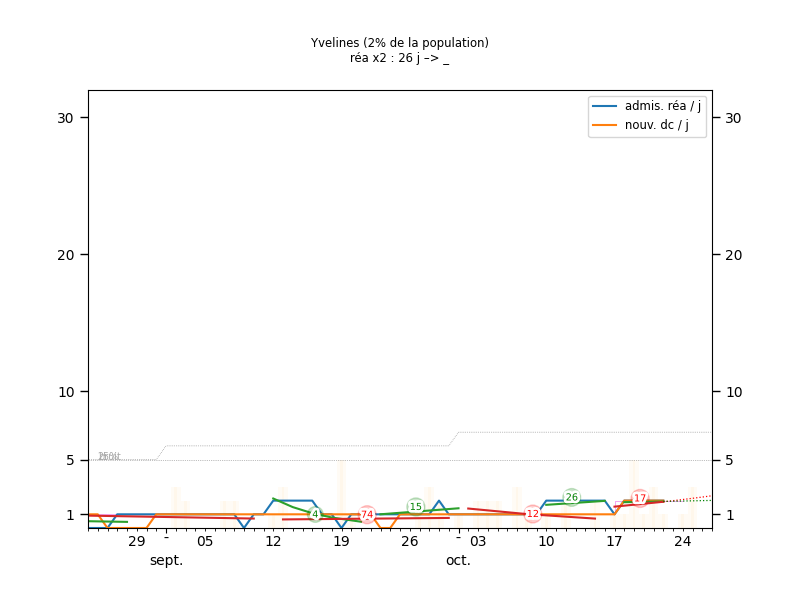 Yvelines (2% de la population)
réa x2 : 26 j –> _
admis. réa / j
nouv. dc / j
30 30
20 20
10 10
5 5
1 1
4 74 15 12 26 17
29 05 12 19 26 03 10 17 24
sept. oct.